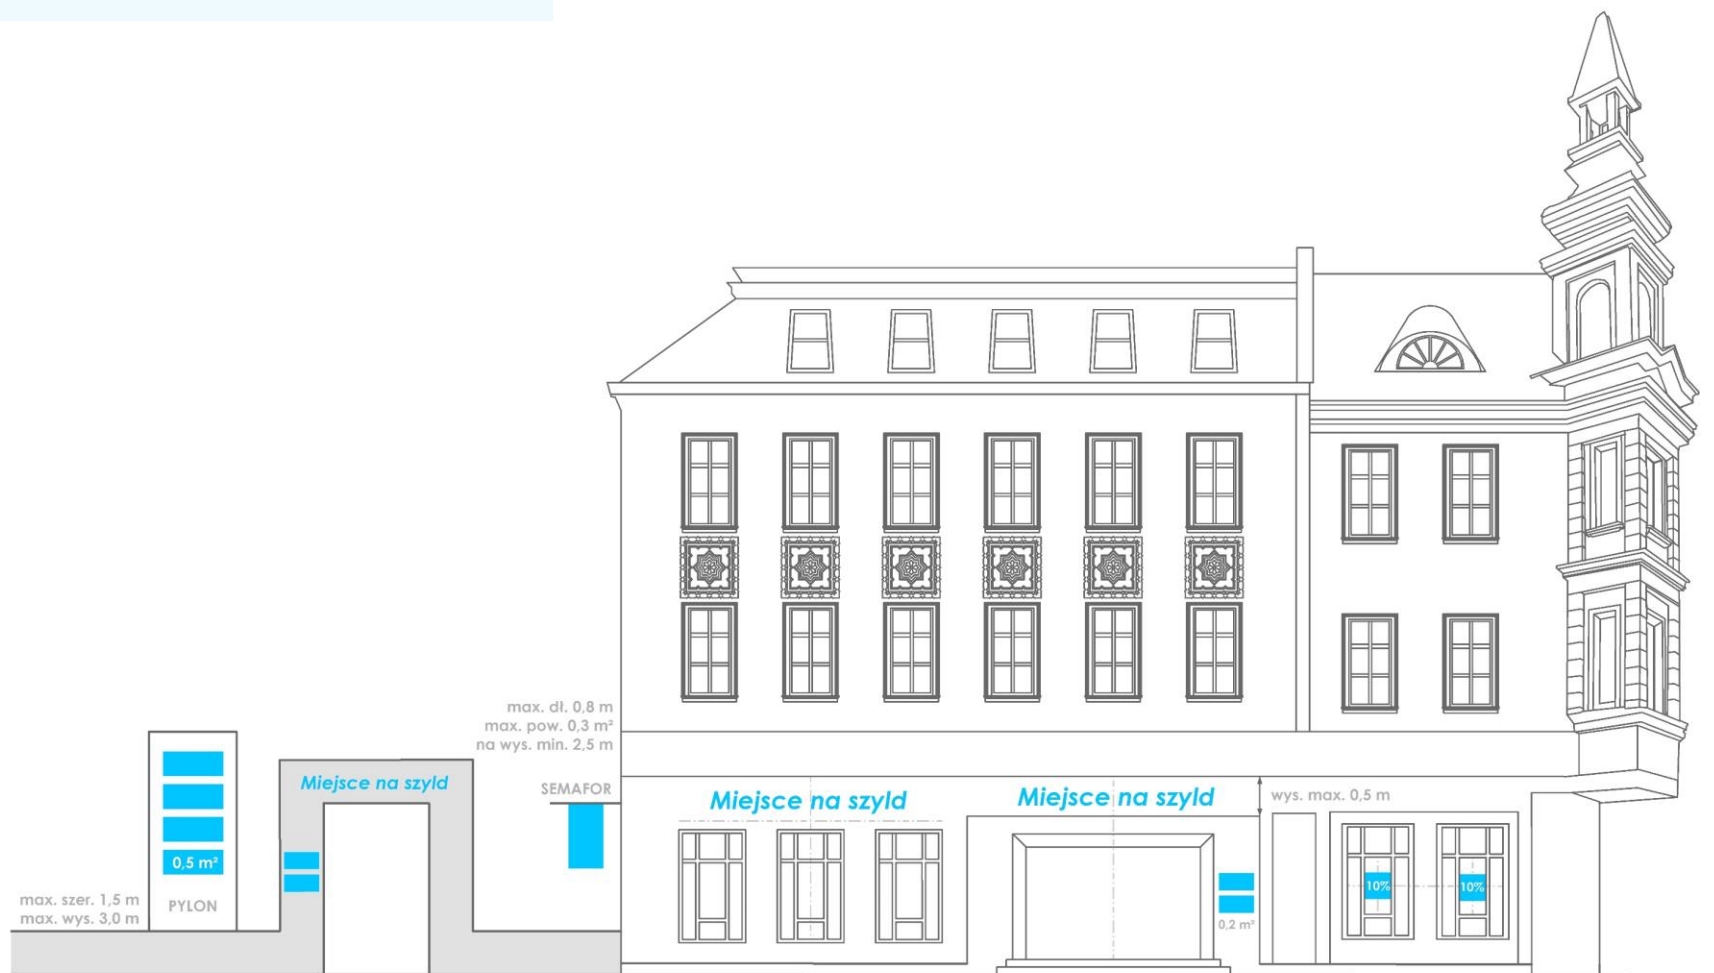 max. dł. 0,8 m
max. pow. 0,3 m²
na wys. min. 2,5 m
SEMAFOR
Miejsce na szyld
Miejsce na szyld
Miejsce na szyld
wys. max. 0,5 m
0,5 m²
PYLON
max. szer. 1,5 m
max. wys. 3,0 m
0,2 m²
10%
10%